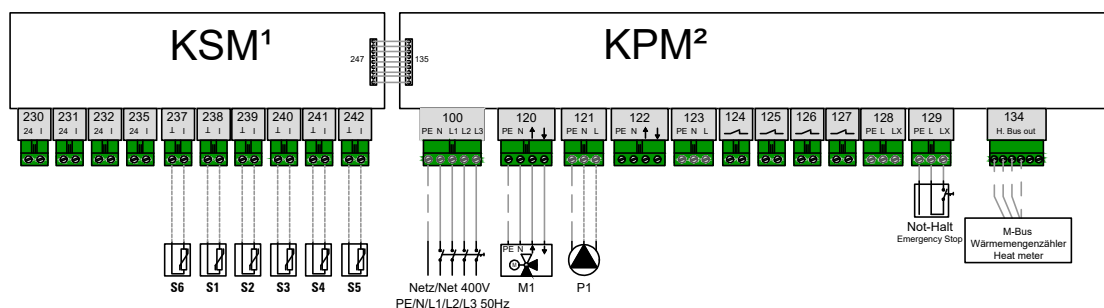 KSM¹
KPM²
247
135
230
231
232
235
237
238
239
240
241
242
100
120
121
122
123
124
125
126
127
128
129
134
24 I
24 I
24 I
24 I
⊥ I
⊥ I
⊥ I
⊥ I
⊥ I
⊥ I
PE N L1 L2 L3
PE N
PE N L
PE N
PE N L
PE L LX
PE L LX
H. Bus out
Not-Halt
Emergency Stop
M-Bus
Wärmemengenzähler
Heat meter
PE N
M
S6
S1
S2
S3
S4
S5
Netz/Net 400V
PE/N/L1/L2/L3 50Hz
M1
P1